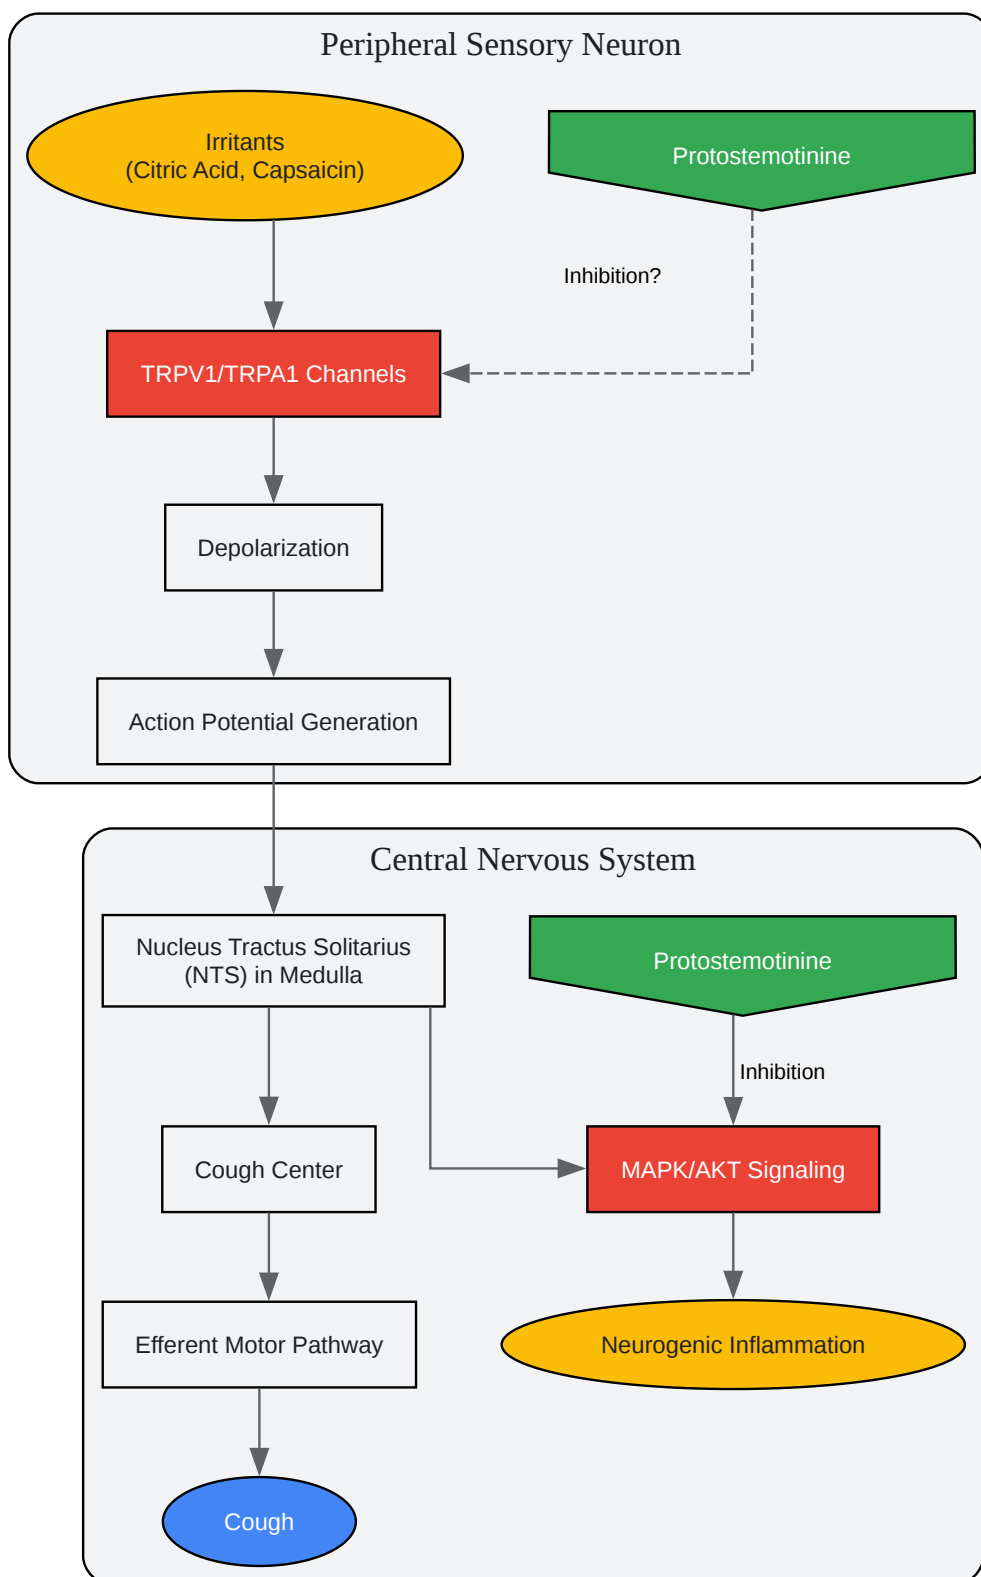 Peripheral Sensory Neuron
Irritants
(Citric Acid, Capsaicin)
Protostemotinine
Inhibition?
TRPV1/TRPA1 Channels
Depolarization
Action Potential Generation
Central Nervous System
Nucleus Tractus Solitarius
(NTS) in Medulla
Protostemotinine
Inhibition
Cough Center
MAPK/AKT Signaling
Efferent Motor Pathway
Neurogenic Inflammation
Cough